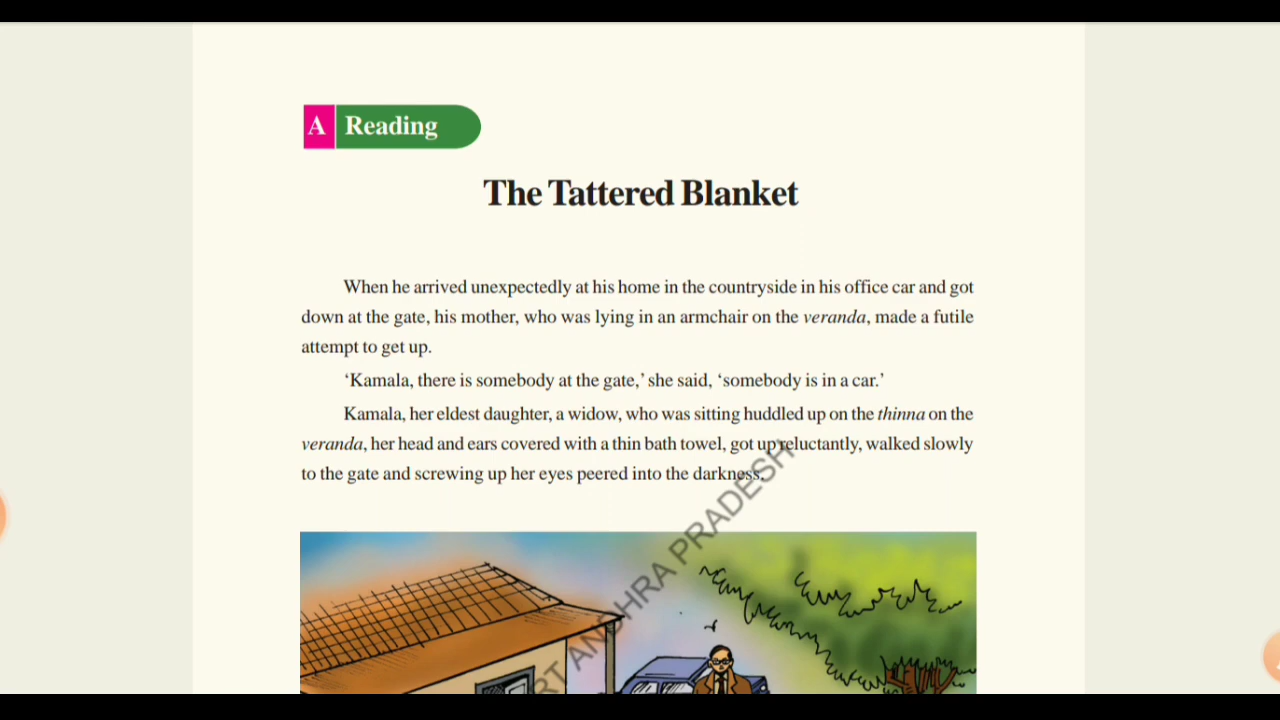 A Reading
The Tattered Blanket
When he arrived unexpectedly at his home in the countryside in his office car and got
down at the gate, his mother, who was lying in an armchair on the veranda, made a futile
attempt to get up.
‘Kamala, there is somebody at the gate,’ she said, ‘somebody is in a car.’
Kamala, her eldest daughter, a widow, who was sitting huddled up on the thinna on the
veranda, her head and ears covered with a thin bath towel, got up reluctantly, walked slowly
to the gate and screwing up her eyes peered into the darkness.
RT ANDHRA PRADESH